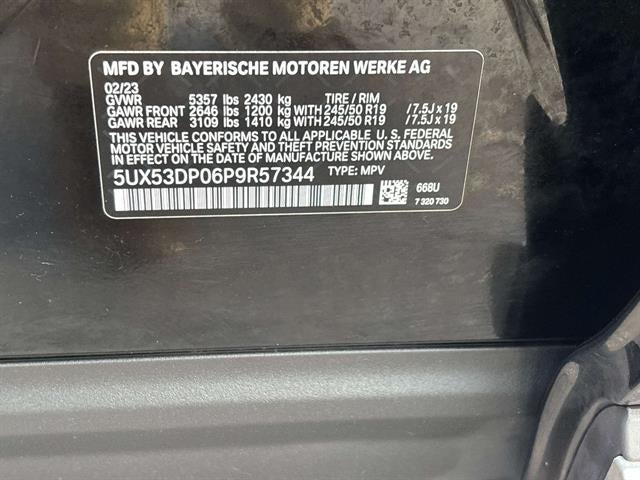 MFD BY BAYERISCHE MOTOREN WERKE AG
02/23
GVWR 5357 lbs 2430 kg TIRE / RIM
GAWR FRONT 2646 lbs 1200 kg WITH 245/50 R19 /7.5J x 19
GAWR REAR 3109 lbs 1410 kg WITH 245/50 R19 /7.5J x 19
THIS VEHICLE CONFORMS TO ALL APPLICABLE U. S. FEDERAL
MOTOR VEHICLE SAFETY AND THEFT PREVENTION STANDARDS
IN EFFECT ON THE DATE OF MANUFACTURE SHOWN ABOVE.
5UX53DP06P9R57344 TYPE: MPV
668U
7 320 730